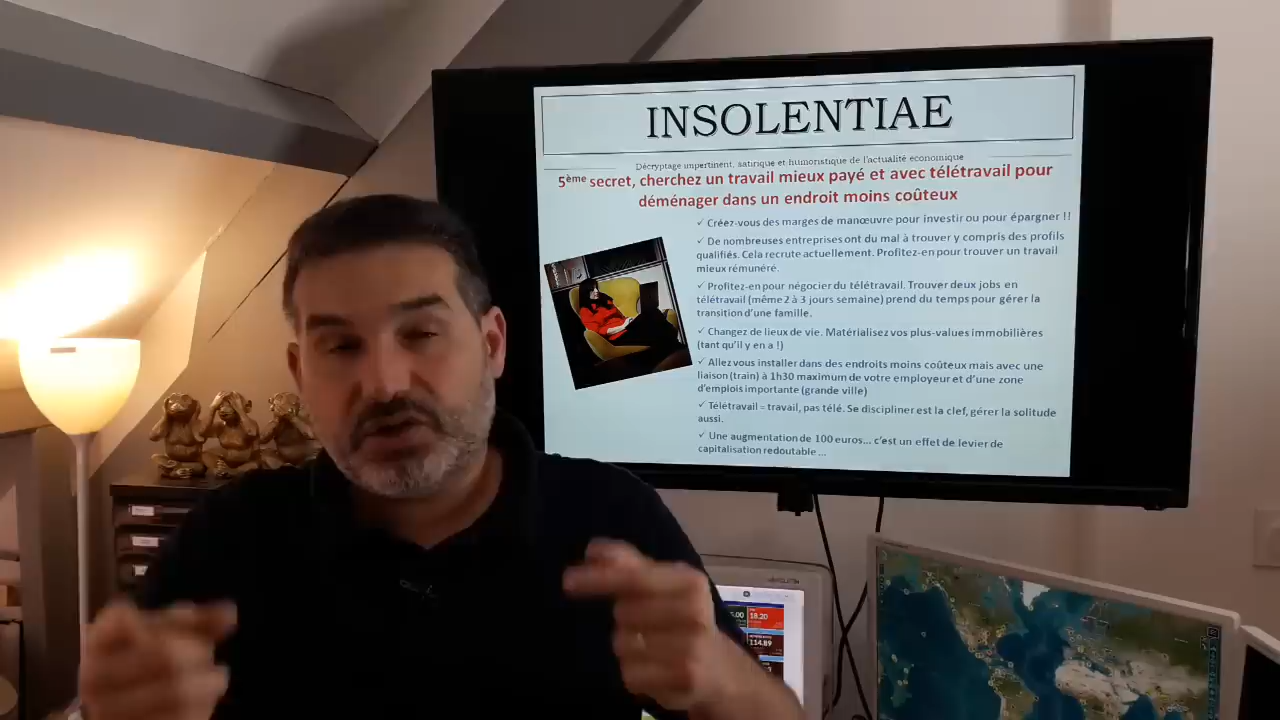 INSOLENTIAE
Décryptage impertinent, satirique et humoristique de l'actualité économique
5ème secret, cherchez un travail mieux payé et avec télétravail pour
déménager dans un endroit moins coûteux
✓ Créez-vous des marges de manœuvre pour investir ou pour épargner !!
✓ De nombreuses entreprises ont du mal à trouver y compris des profils
qualifiés. Cela recrute actuellement. Profitez-en pour trouver un travail
mieux rémunéré.
✓ Profitez-en pour négocier du télétravail. Trouver deux jobs en
télétravail (même 2 à 3 jours semaine) prend du temps pour gérer la
transition d'une famille.
✓ Changez de lieux de vie. Matérialisez vos plus-values immobilières
(tant qu'il y en a !)
✓ Allez vous installer dans des endroits moins coûteux mais avec une
liaison (train) à 1h30 maximum de votre employeur et d'une zone
d'emplois importante (grande ville)
✓ Télétravail = travail, pas télé. Se discipliner est la clef, gérer la solitude
aussi.
✓ Une augmentation de 100 euros... c'est un effet de levier de
capitalisation redoutable ...
18.20
114.89